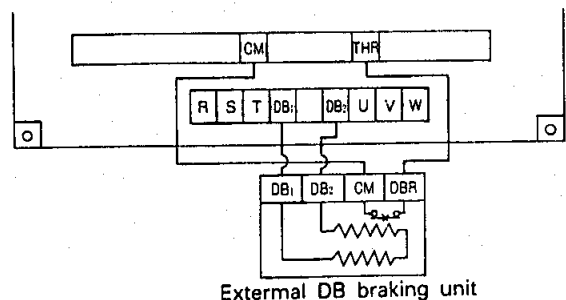 CM THR
R S T DB₁ DB₂ U V W
DB₁ DB₂ CM DBR
Extermal DB braking unit